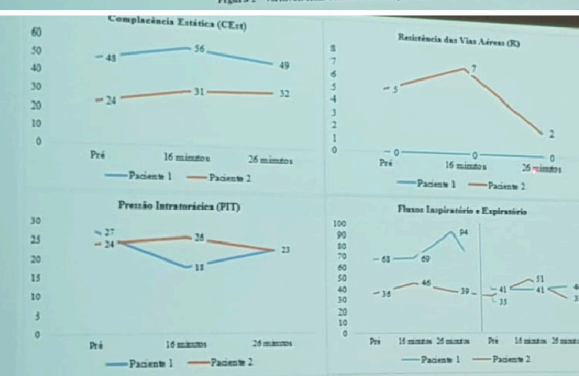 Complacência Estática (CEst)
60
50
40
30
20
10
0
48
56
49
24
31
32
Pré
16 minutos
26 minutos
Paciente 1
Paciente 2
Resistência das Vias Aéreas (R)
8
7
6
5
4
3
2
1
0
5
7
2
0
0
0
Pré
16 minutos
26 minutos
Paciente 1
Paciente 2
Pressão Intratorácica (PIT)
30
25
20
15
10
5
0
27
24
26
18
23
Pré
16 minutos
26 minutos
Paciente 1
Paciente 2
Fluxos Inspiratório e Expiratório
100
90
80
70
60
50
40
30
20
10
0
68
69
94
36
46
39
41
35
51
41
Pré
16 minutos
26 minutos
Pré
16 minutos
Paciente 1
Paciente 2